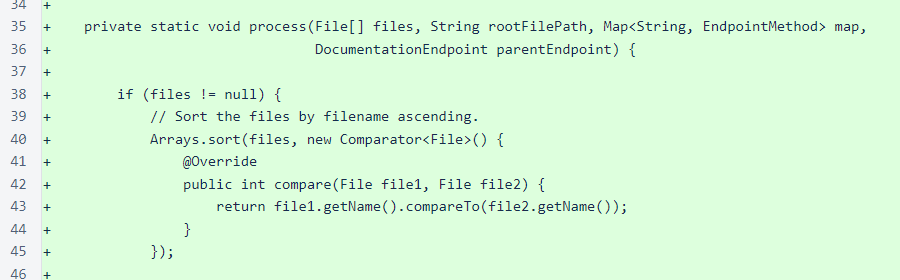 34 +
35 +    private static void process(File[] files, String rootFilePath, Map<String, EndpointMethod> map,
36 +                                DocumentationEndpoint parentEndpoint) {
37 +
38 +        if (files != null) {
39 +            // Sort the files by filename ascending.
40 +            Arrays.sort(files, new Comparator<File>() {
41 +                @Override
42 +                public int compare(File file1, File file2) {
43 +                    return file1.getName().compareTo(file2.getName());
44 +                }
45 +            });
46 +